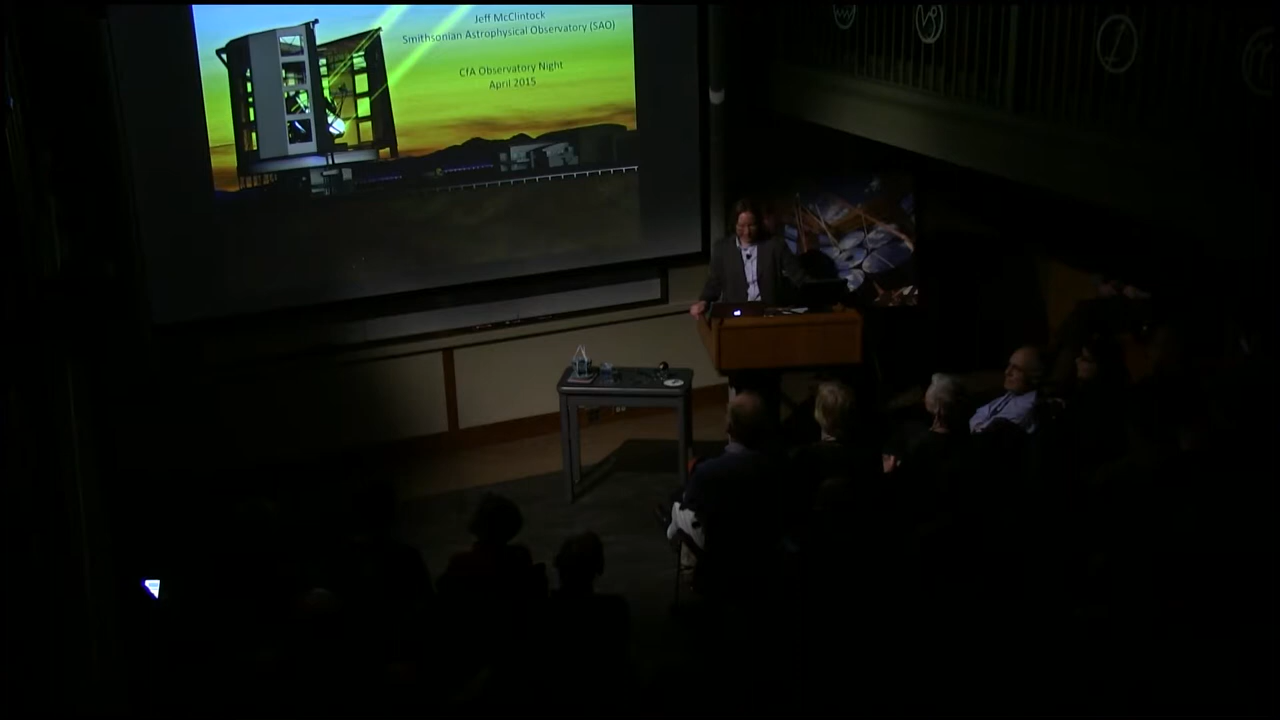 Jeff McClintock
Smithsonian Astrophysical Observatory (SAO)
CfA Observatory Night
April 2015